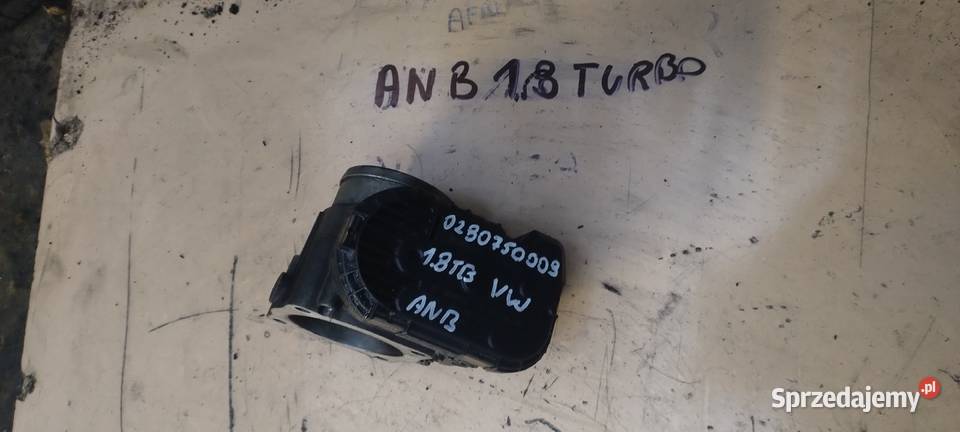 ANB 1.8 TURBO
0280750009
1.8TB VW
ANB
Sprzedajemy.pl